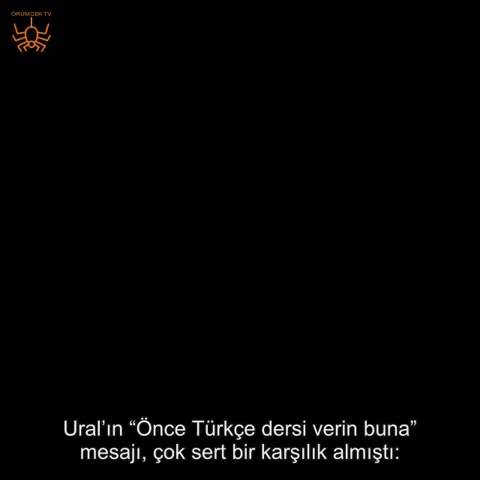 ÖRÜMCEK TV
Ural’ın “Önce Türkçe dersi verin buna”
mesajı, çok sert bir karşılık almıştı: